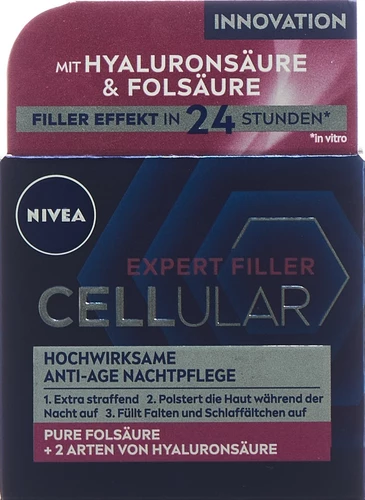 INNOVATION
MIT HYALURONSÄURE
& FOLSÄURE
FILLER EFFEKT IN 24 STUNDEN*
*in vitro
NIVEA
EXPERT FILLER
CELLULAR
HOCHWIRKSAME
ANTI-AGE NACHTPFLEGE
1. Extra straffend 2. Polstert die Haut während der
Nacht auf 3. Füllt Falten und Schlaffältchen auf
PURE FOLSÄURE
+ 2 ARTEN VON HYALURONSÄURE